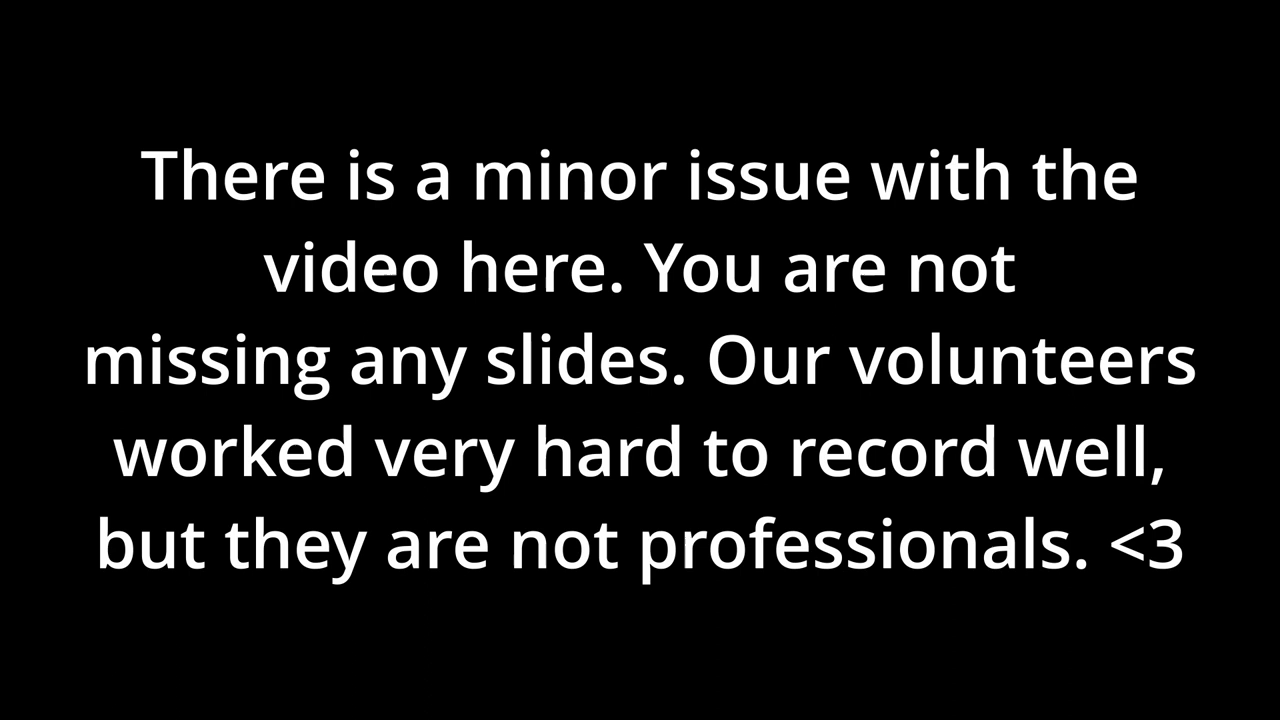 There is a minor issue with the
video here. You are not
missing any slides. Our volunteers
worked very hard to record well,
but they are not professionals. <3